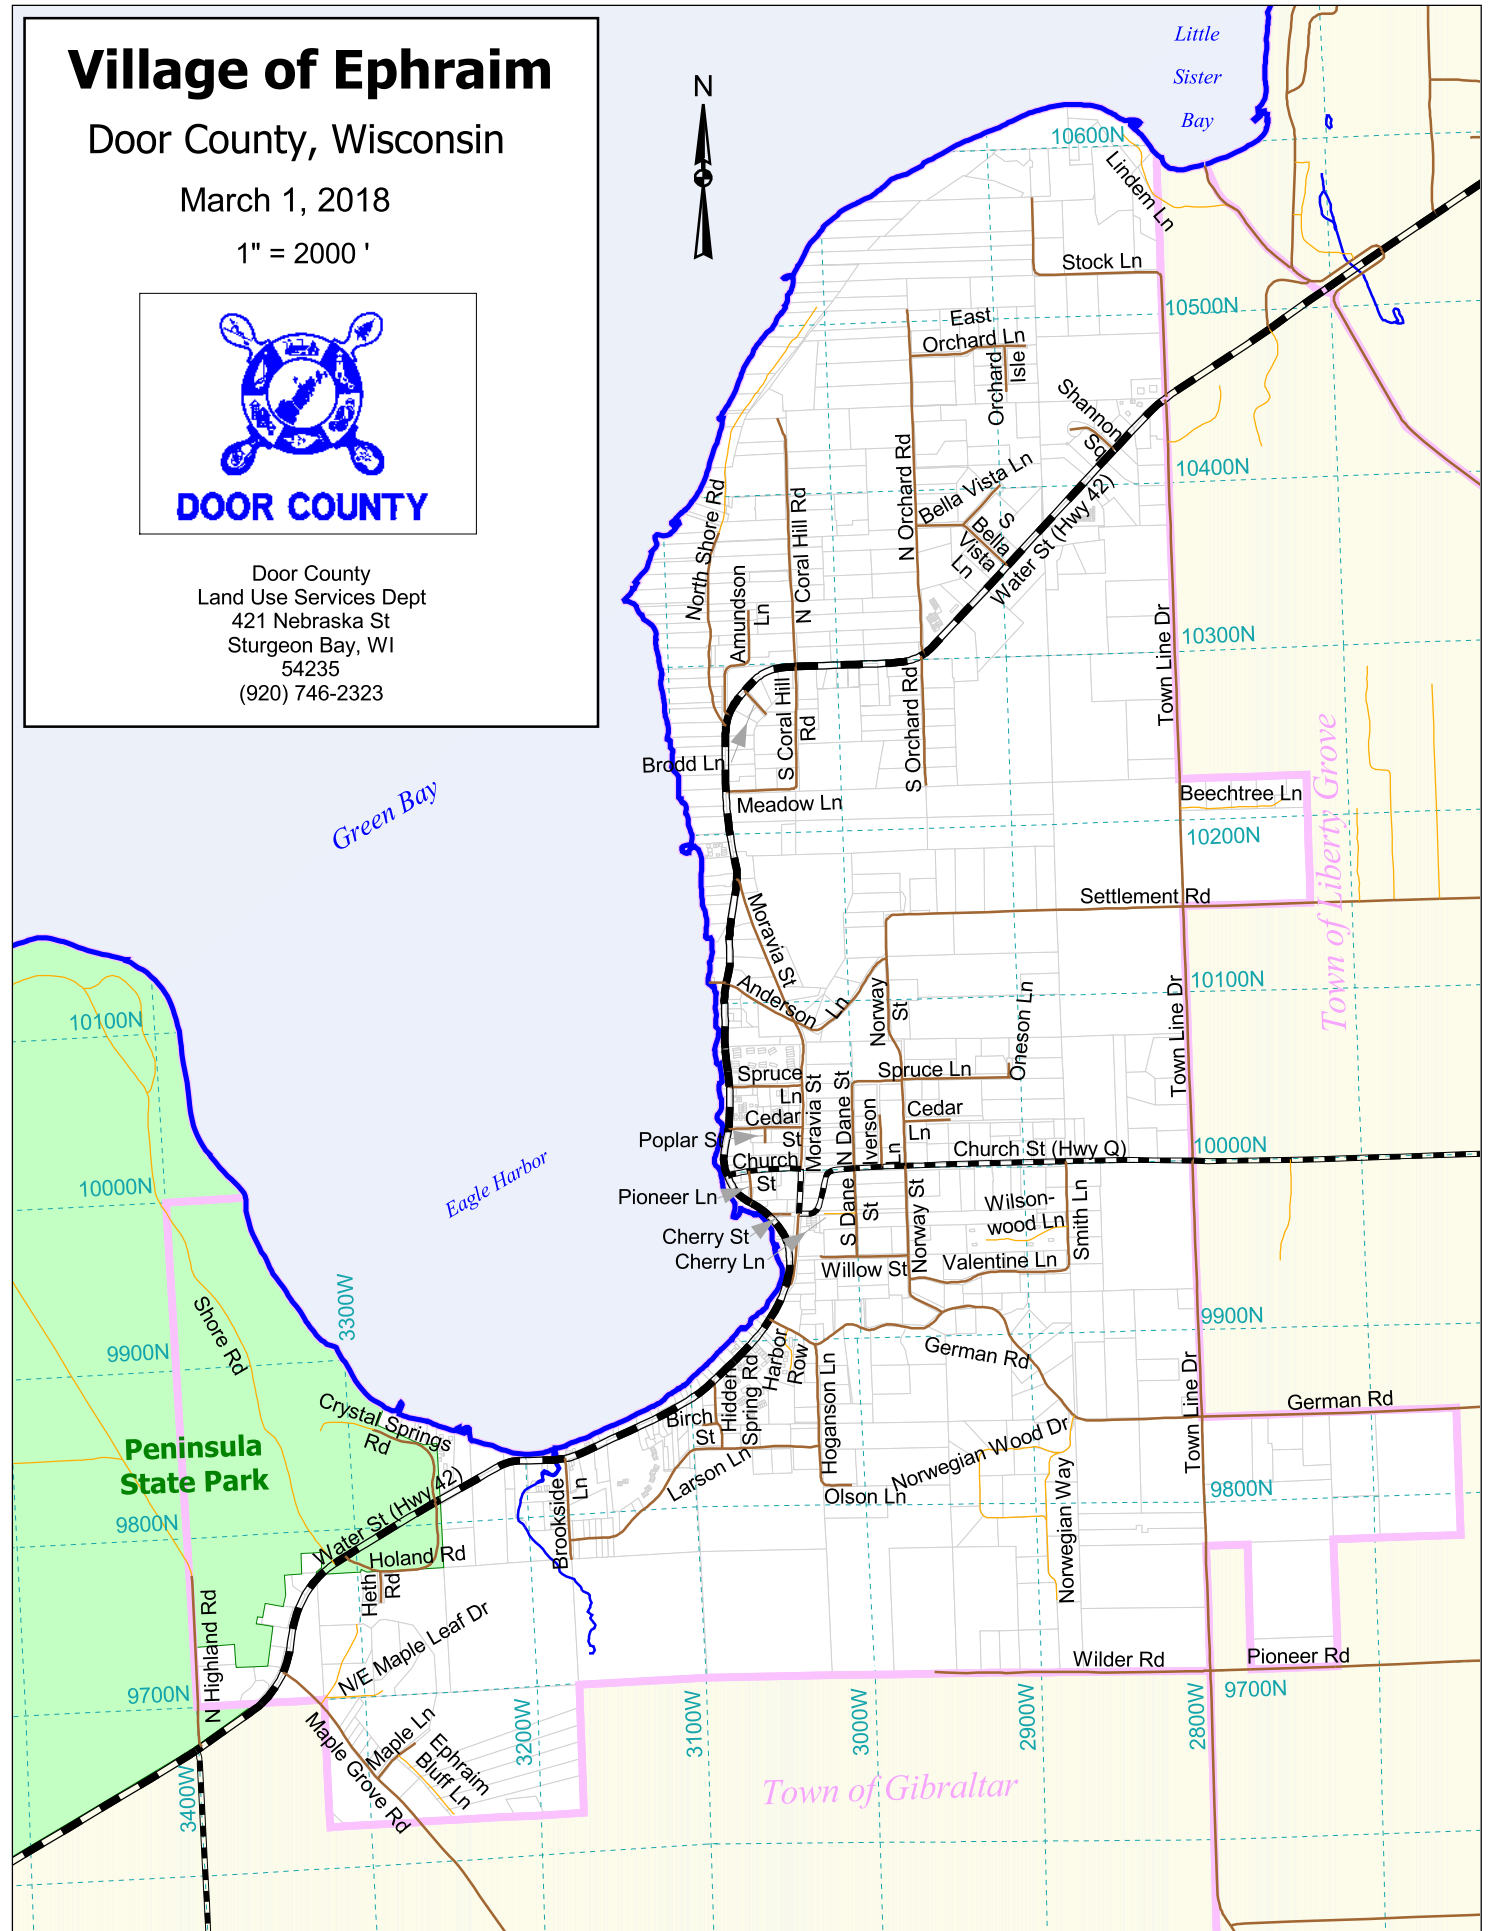 Village of Ephraim
Door County, Wisconsin
March 1, 2018
1" = 2000 '
DOOR COUNTY
Door County
Land Use Services Dept
421 Nebraska St
Sturgeon Bay, WI
54235
(920) 746-2323
N
Little
Sister
Bay
10600N
Lindem Ln
Stock Ln
10500N
East
Orchard Ln
Orchard
Isle
Shannon
Sq
10400N
N Orchard Rd
Bella Vista Ln
S
Bella
Vista
Ln
Water St (Hwy 42)
North Shore Rd
N Coral Hill Rd
Amundson
Ln
Town Line Dr
10300N
S Coral Hill
Rd
S Orchard Rd
Brodd Ln
Meadow Ln
Beechtree Ln
10200N
Town of Liberty Grove
Green Bay
Settlement Rd
Moravia St
Anderson
Ln
Norway
St
Oneson Ln
Town Line Dr
10100N
10100N
Spruce
Ln
Spruce Ln
Moravia St
N Dane St
Iverson
Ln
Cedar
St
Cedar
Ln
Poplar St
Church
St
Church St (Hwy Q)
10000N
10000N
Eagle Harbor
Pioneer Ln
Cherry St
Cherry Ln
S Dane
St
Norway St
Wilson-
wood Ln
Smith Ln
Willow St
Valentine Ln
3300W
Shore Rd
9900N
9900N
German Rd
Harbor
Row
Hidden
Spring Rd
Hoganson Ln
Birch
St
Larson Ln
Olson Ln
Norwegian Wood Dr
Norwegian Way
Town Line Dr
German Rd
Crystal Springs
Rd
Peninsula
State Park
9800N
9800N
Water St (Hwy 42)
Brookside
Ln
Holand Rd
Heth
Rd
N Highland Rd
N/E Maple Leaf Dr
Wilder Rd
Pioneer Rd
9700N
9700N
Maple Grove Rd
Maple Ln
Ephraim
Bluff Ln
3400W
3200W
3100W
3000W
2900W
2800W
Town of Gibraltar